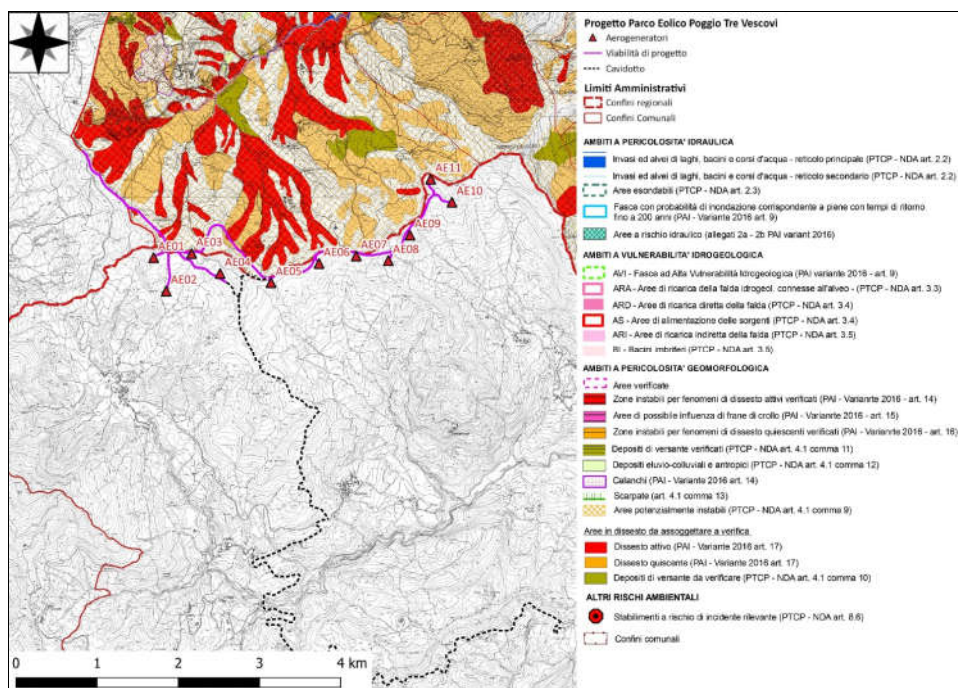 Progetto Parco Eolico Poggio Tre Vescovi
Aerogeneratori
Viabilità di progetto
Cavidotto
Limiti Amministrativi
Confini regionali
Confini Comunali
AMBITI A PERICOLOSITA' IDRAULICA
Invasi ed alvei di laghi, bacini e corsi d'acqua - reticolo principale (PTCP - NDA art. 2.2)
Invasi ed alvei di laghi, bacini e corsi d'acqua - reticolo secondario (PTCP - NDA art. 2.2)
Aree esondabili (PTCP - NDA art. 2.3)
Fasce con probabilità di inondazione corrispondente a piene con tempi di ritorno
fino a 200 anni (PAI - Variante 2016 art. 9)
Aree a rischio idraulico (allegati 2a - 2b PAI variant 2016)
AMBITI A VULNERABILITA' IDROGEOLOGICA
AVI - Fasce ad Alta Vulnerabilità Idrogeologica (PAI variante 2016 - art. 9)
ARA - Aree di ricarica della falda idrogeol. connesse all'alveo - (PTCP - NDA art. 3.3)
ARD - Aree di ricarica diretta della falda (PTCP - NDA art. 3.4)
AS - Aree di alimentazione delle sorgenti (PTCP - NDA art. 3.4)
ARI - Aree di ricarica indiretta della falda (PTCP - NDA art. 3.5)
BI - Bacini imbriferi (PTCP - NDA art. 3.5)
AMBITI A PERICOLOSITA' GEOMORFOLOGICA
Aree verificate
Zone instabili per fenomeni di dissesto attivi verificati (PAI - Varianrte 2016 - art. 14)
Aree di possibile influenza di frane di crollo (PAI - Varianrte 2016 - art. 15)
Zone instabili per fenomeni di dissesto quiescenti verificati (PAI - Varianrte 2016 - art. 16)
Depositi di versante verificati (PTCP - NDA art. 4.1 comma 11)
Depositi eluvio-colluviali e antropici (PTCP - NDA art. 4.1 comma 12)
Calanchi (PAI - Variante 2016 art. 14)
Scarpate (art. 4.1 comma 13)
Aree potenzialmente instabili (PTCP - NDA art. 4.1 comma 9)
Aree in dissesto da assoggettare a verifica
Dissesto attivo (PAI - Variante 2016 art. 17)
Dissesto quiscente (PAI - Variante 2016 art. 17)
Depositi di versante da verificare (PTCP - NDA art. 4.1 comma 10)
ALTRI RISCHI AMBIENTALI
Stabilimenti a rischio di incidente rilevante (PTCP - NDA art. 6.6)
Confini comunali
AE11
AE10
AE09
AE01
AE03
AE07
AE08
AE06
AE04
AE05
AE02
0 1 2 3 4 km